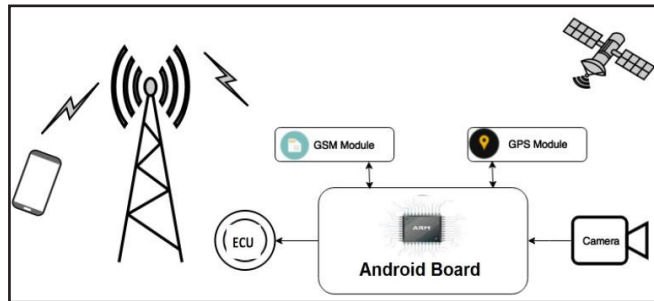 GSM Module
GPS Module
ECU
ARM
Android Board
Camera